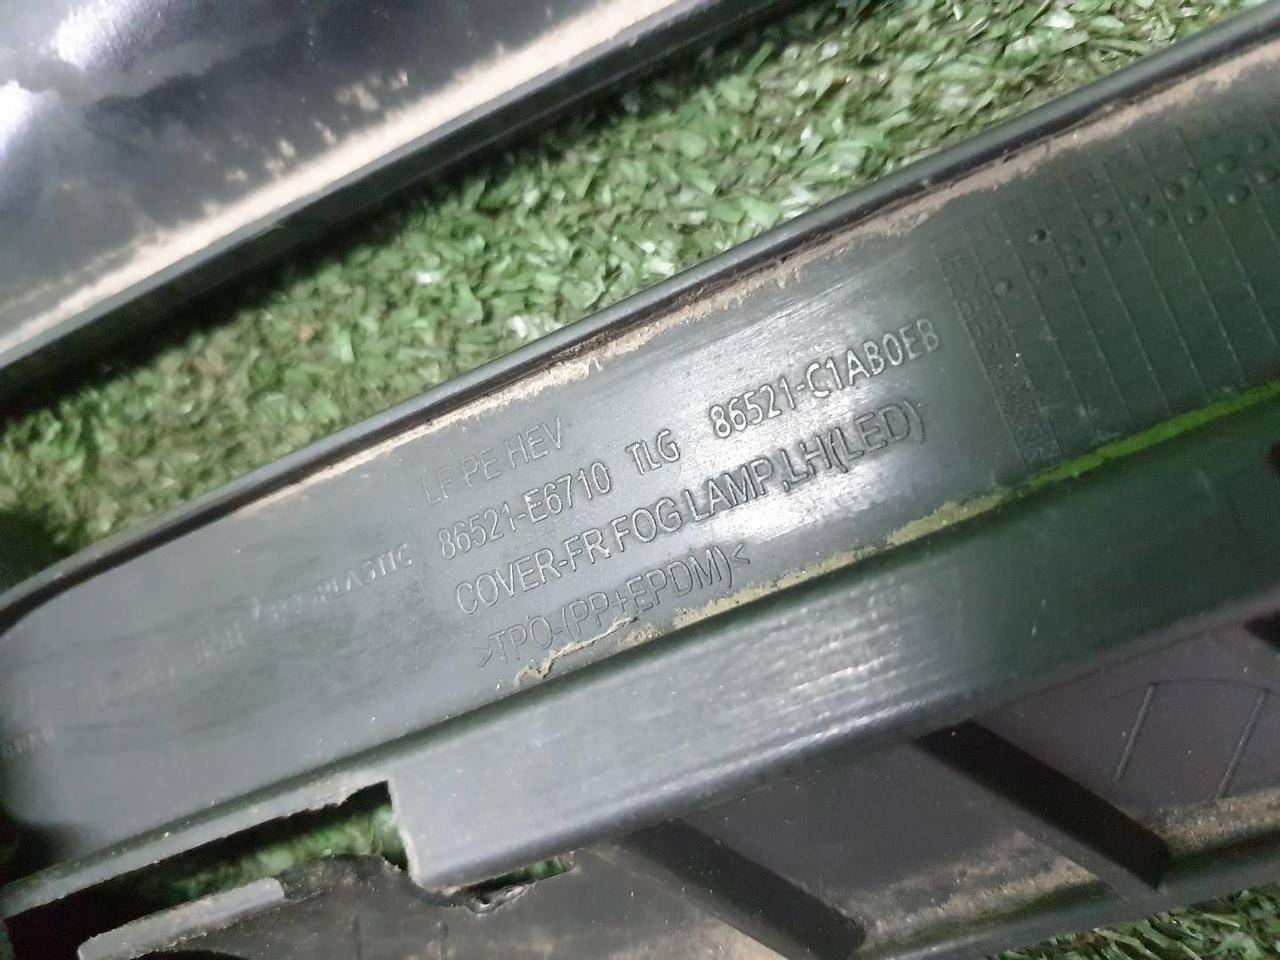 LF PE HEV
86521-E6710 TLG 86521-C1AB0EB
COVER-FR FOG LAMP,LH(LED)
>TPO-(PP+EPDM)<